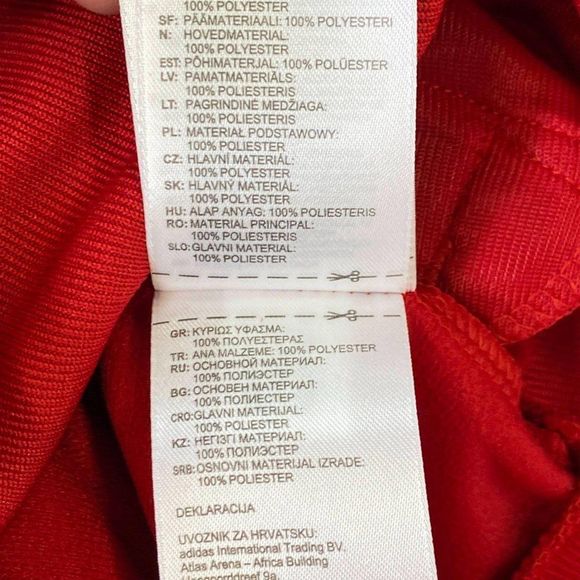 100% POLYESTER
SF: PÄÄMATERIAALI: 100% POLYESTERI
N: HOVEDMATERIAL:
100% POLYESTER
EST: PÕHIMATERJAL: 100% POLÜESTER
LV: PAMATMATERIĀLS:
100% POLIESTERIS
LT: PAGRINDINĖ MEDŽIAGA:
100% POLIESTERIS
PL: MATERIAŁ PODSTAWOWY:
100% POLIESTER
CZ: HLAVNÍ MATERIÁL:
100% POLYESTER
SK: HLAVNÝ MATERIÁL:
100% POLYESTER
HU: ALAP ANYAG: 100% POLIESTERIS
RO: MATERIAL PRINCIPAL:
100% POLIESTERIS
SLO: GLAVNI MATERIAL:
100% POLIESTER
GR: ΚΥΡΙΩΣ ΥΦΑΣΜΑ:
100% ΠΟΛΥΕΣΤΕΡΑΣ
TR: ANA MALZEME: 100% POLYESTER
RU: ОСНОВНОЙ МАТЕРИАЛ:
100% ПОЛИЭСТЕР
BG: ОСНОВЕН МАТЕРИАЛ:
100% ПОЛИЕСТЕР
CRO: GLAVNI MATERIJAL:
100% POLIESTER
KZ: НЕГІЗГІ МАТЕРИАЛ:
100% ПОЛИЭСТЕР
SRB: OSNOVNI MATERIJAL IZRADE:
100% POLIESTER
DEKLARACIJA
UVOZNIK ZA HRVATSKU:
adidas International Trading BV.
Atlas Arena - Africa Building
Hoogoorddreef 9a.